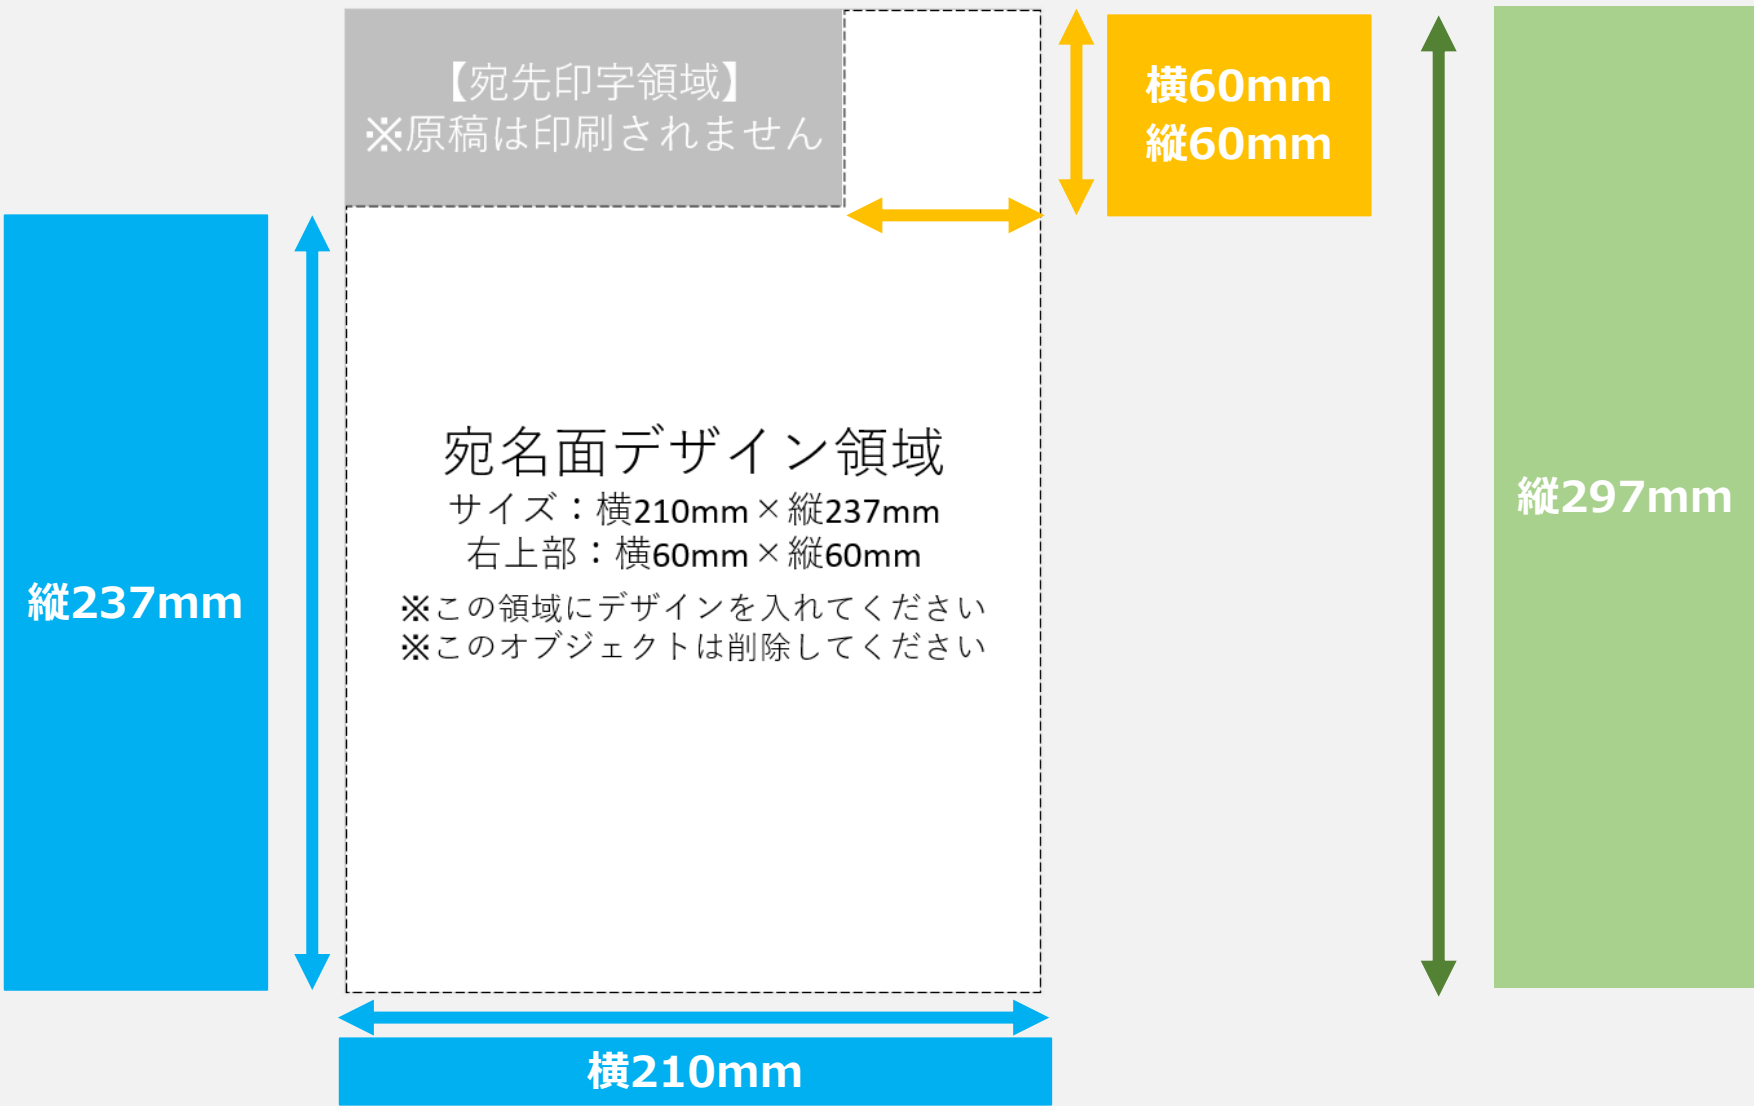 【宛先印字領域】
※原稿は印刷されません
横60mm
縦60mm
縦297mm
縦237mm
宛名面デザイン領域
サイズ：横210mm×縦237mm
右上部：横60mm×縦60mm
※この領域にデザインを入れてください
※このオブジェクトは削除してください
横210mm